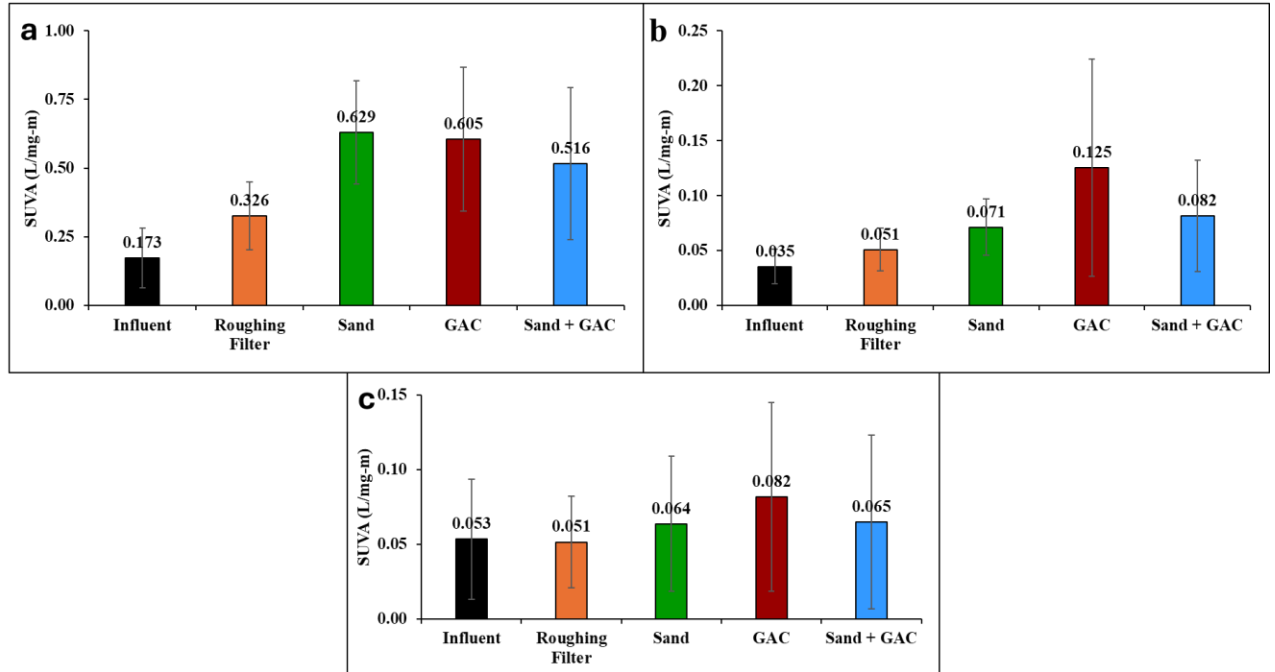 a
1.00
0.75
0.50
0.25
0.00
SUVA (L/mg-m)
0.173
0.326
0.629
0.605
0.516
Influent
Roughing
Filter
Sand
GAC
Sand + GAC
b
0.25
0.20
0.15
0.10
0.05
0.00
SUVA (L/mg-m)
0.035
0.051
0.071
0.125
0.082
Influent
Roughing
Filter
Sand
GAC
Sand + GAC
c
0.15
0.10
0.05
0.00
SUVA (L/mg-m)
0.053
0.051
0.064
0.082
0.065
Influent
Roughing
Filter
Sand
GAC
Sand + GAC